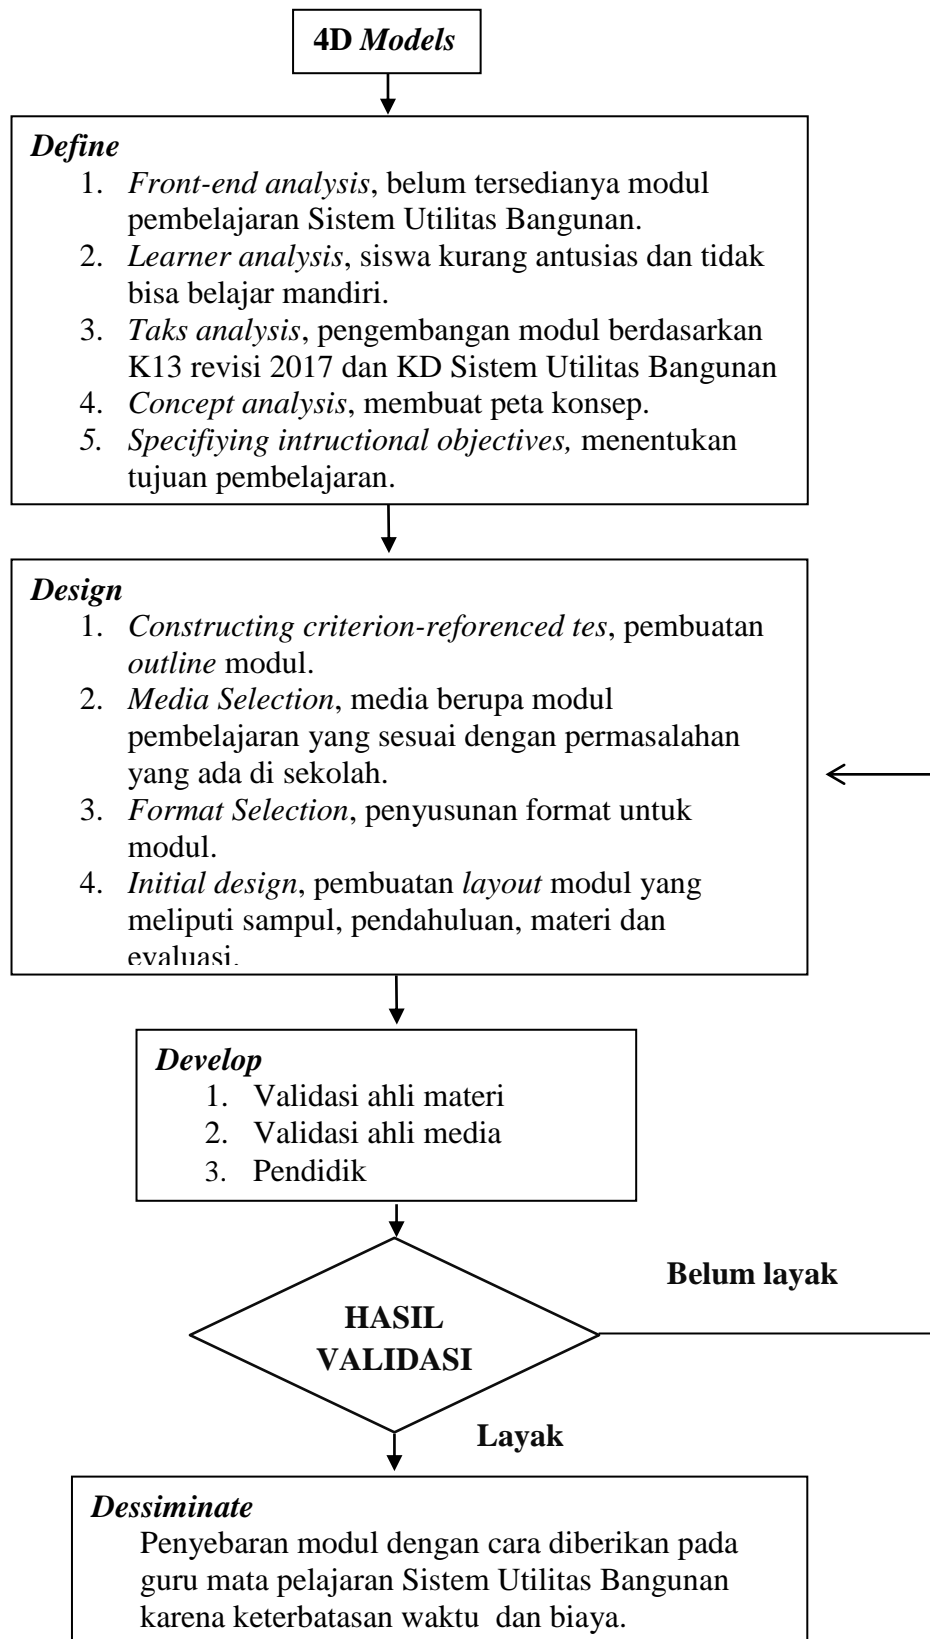 4D Models
Define
1. Front-end analysis, belum tersedianya modul
pembelajaran Sistem Utilitas Bangunan.
2. Learner analysis, siswa kurang antusias dan tidak
bisa belajar mandiri.
3. Taks analysis, pengembangan modul berdasarkan
K13 revisi 2017 dan KD Sistem Utilitas Bangunan
4. Concept analysis, membuat peta konsep.
5. Specifiying intructional objectives, menentukan
tujuan pembelajaran.
Design
1. Constructing criterion-reforenced tes, pembuatan
outline modul.
2. Media Selection, media berupa modul
pembelajaran yang sesuai dengan permasalahan
yang ada di sekolah.
3. Format Selection, penyusunan format untuk
modul.
4. Initial design, pembuatan layout modul yang
meliputi sampul, pendahuluan, materi dan
evaluasi.
Develop
1. Validasi ahli materi
2. Validasi ahli media
3. Pendidik
Belum layak
HASIL
VALIDASI
Layak
Dessiminate
Penyebaran modul dengan cara diberikan pada
guru mata pelajaran Sistem Utilitas Bangunan
karena keterbatasan waktu dan biaya.